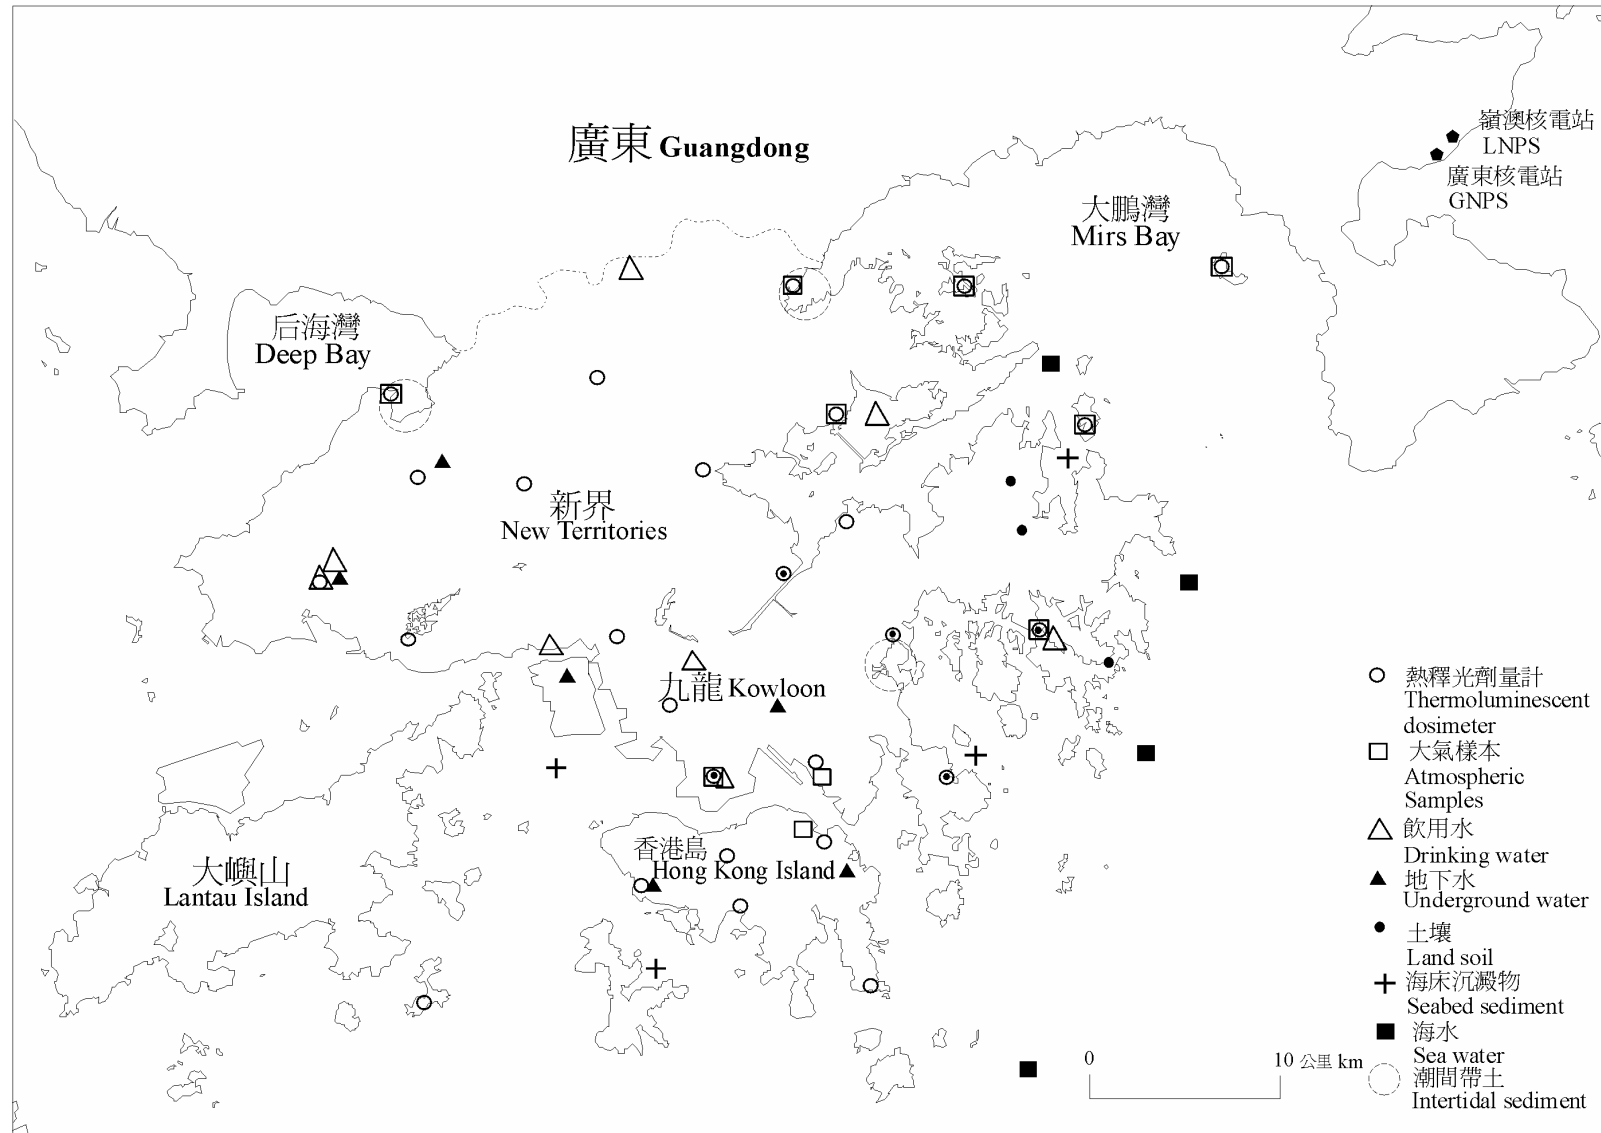 廣東 Guangdong
嶺澳核電站
LNPS
廣東核電站
GNPS
大鵬灣
Mirs Bay
后海灣
Deep Bay
新界
New Territories
九龍 Kowloon
香港島
Hong Kong Island
大嶼山
Lantau Island
熱釋光劑量計
Thermoluminescent
dosimeter
大氣樣本
Atmospheric
Samples
飲用水
Drinking water
地下水
Underground water
土壤
Land soil
海床沉澱物
Seabed sediment
海水
Sea water
潮間帶土
Intertidal sediment
0 10 公里 km